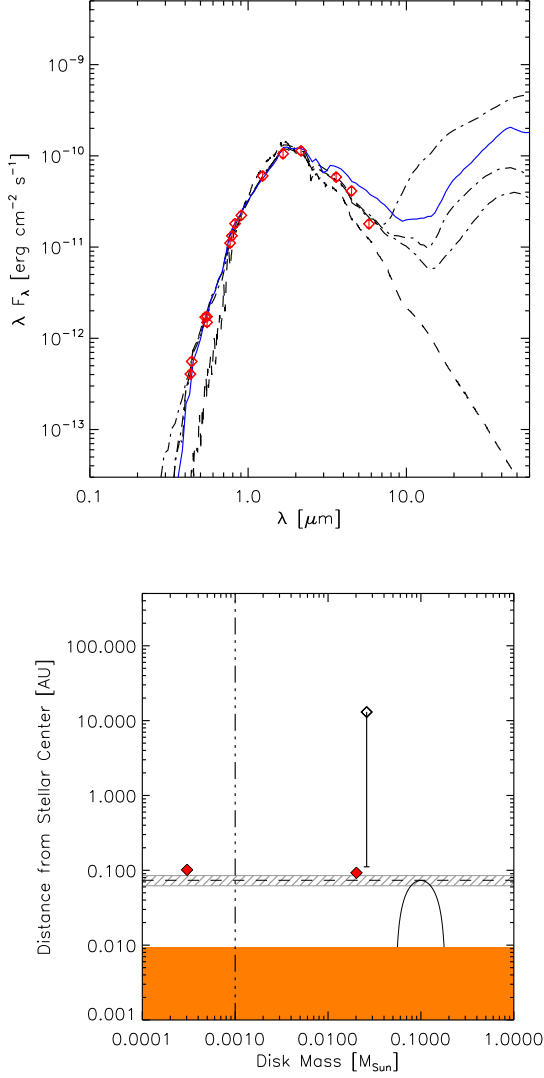 10⁻⁹
10⁻¹⁰
10⁻¹¹
10⁻¹²
10⁻¹³
λ F_λ [erg cm⁻² s⁻¹]
0.1 1.0 10.0
λ [μm]
100.000
10.000
1.000
0.100
0.010
0.001
Distance from Stellar Center [AU]
0.0001 0.0010 0.0100 0.1000 1.0000
Disk Mass [M_Sun]